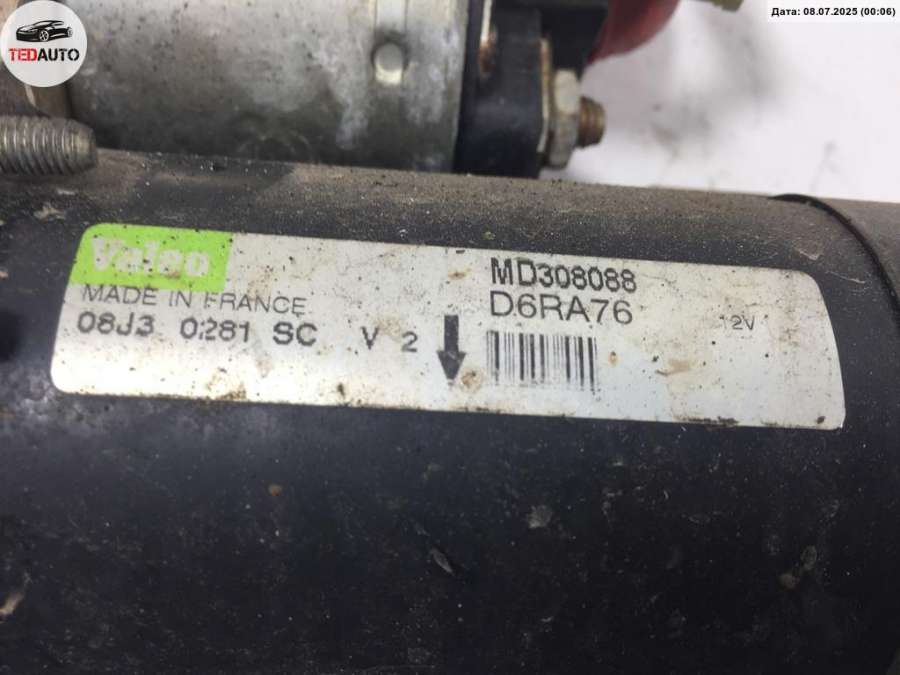 TEDAUTO
Дата: 08.07.2025 (00:06)
Valeo
MADE IN FRANCE
08J3 0281 SC V 2
MD308088
D6RA76
12V